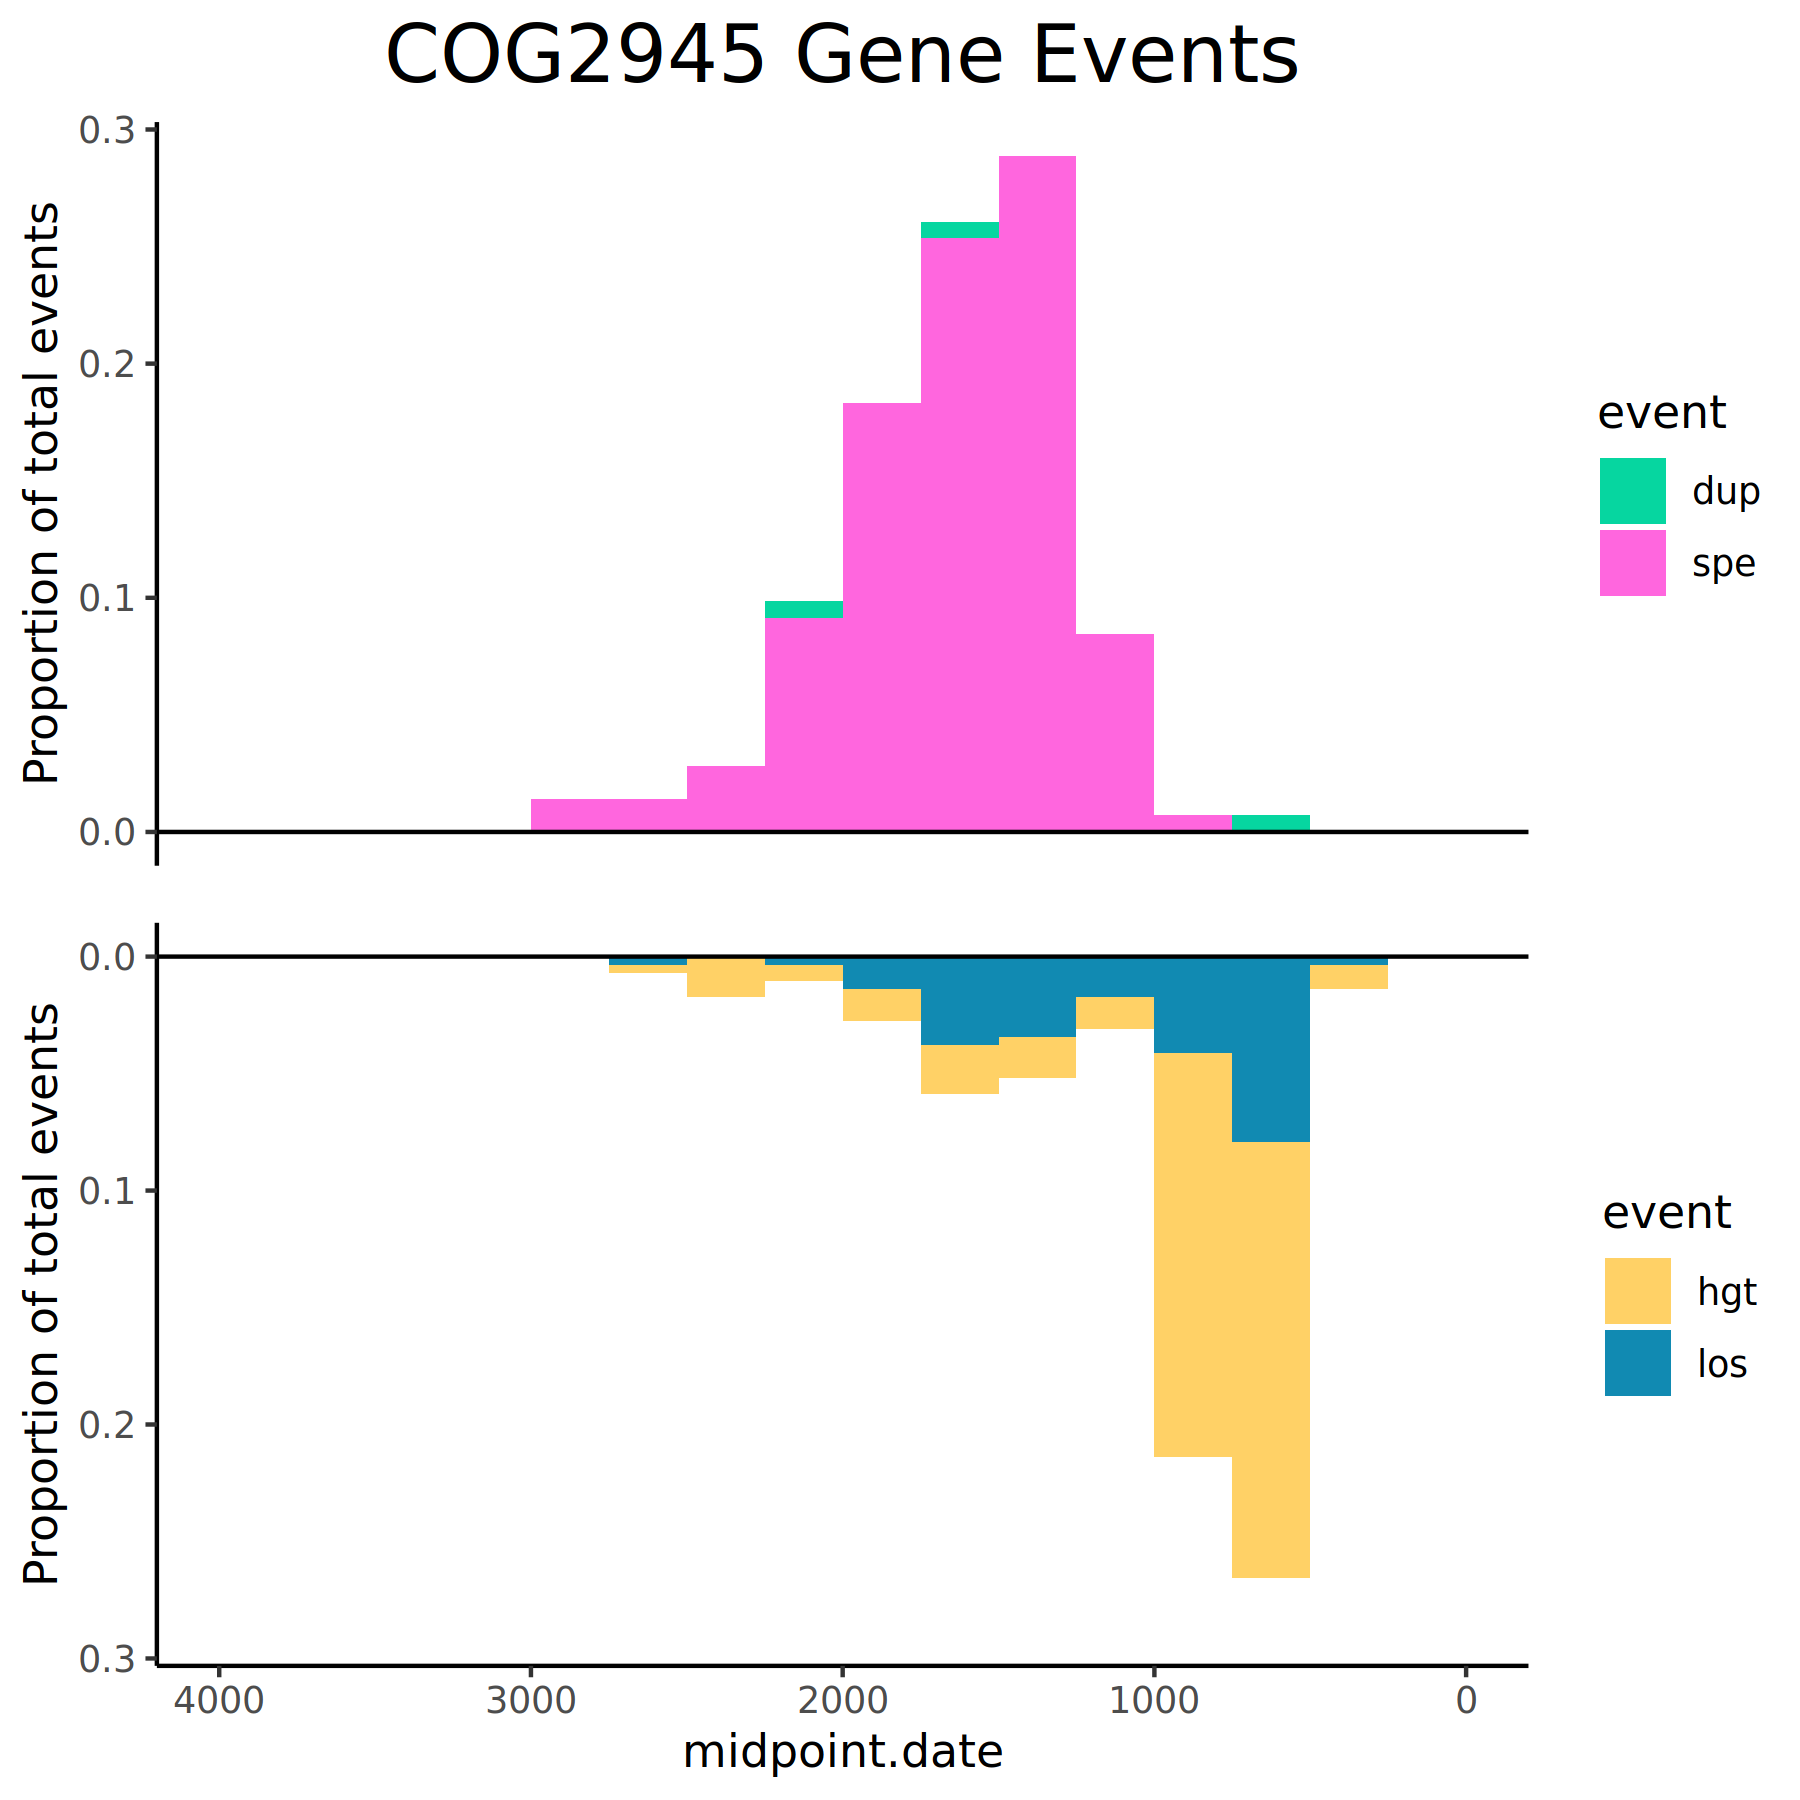 COG2945 Gene Events
Proportion of total events
0.3
0.2
0.1
0.0
event
dup
spe
Proportion of total events
0.0
0.1
0.2
0.3
event
hgt
los
4000 3000 2000 1000 0
midpoint.date